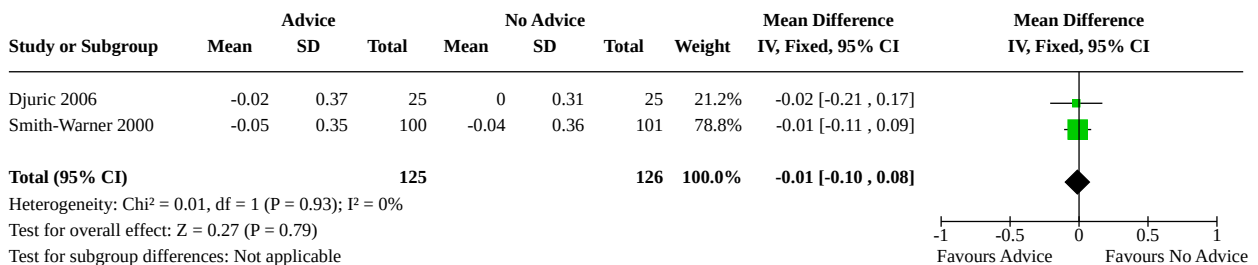 Advice No Advice Mean Difference Mean Difference
Study or Subgroup Mean SD Total Mean SD Total Weight IV, Fixed, 95% CI IV, Fixed, 95% CI
Djuric 2006 -0.02 0.37 25 0 0.31 25 21.2% -0.02 [-0.21 , 0.17]
Smith-Warner 2000 -0.05 0.35 100 -0.04 0.36 101 78.8% -0.01 [-0.11 , 0.09]
Total (95% CI) 125 126 100.0% -0.01 [-0.10 , 0.08]
Heterogeneity: Chi² = 0.01, df = 1 (P = 0.93); I² = 0%
Test for overall effect: Z = 0.27 (P = 0.79)
-1 -0.5 0 0.5 1
Test for subgroup differences: Not applicable
Favours Advice Favours No Advice